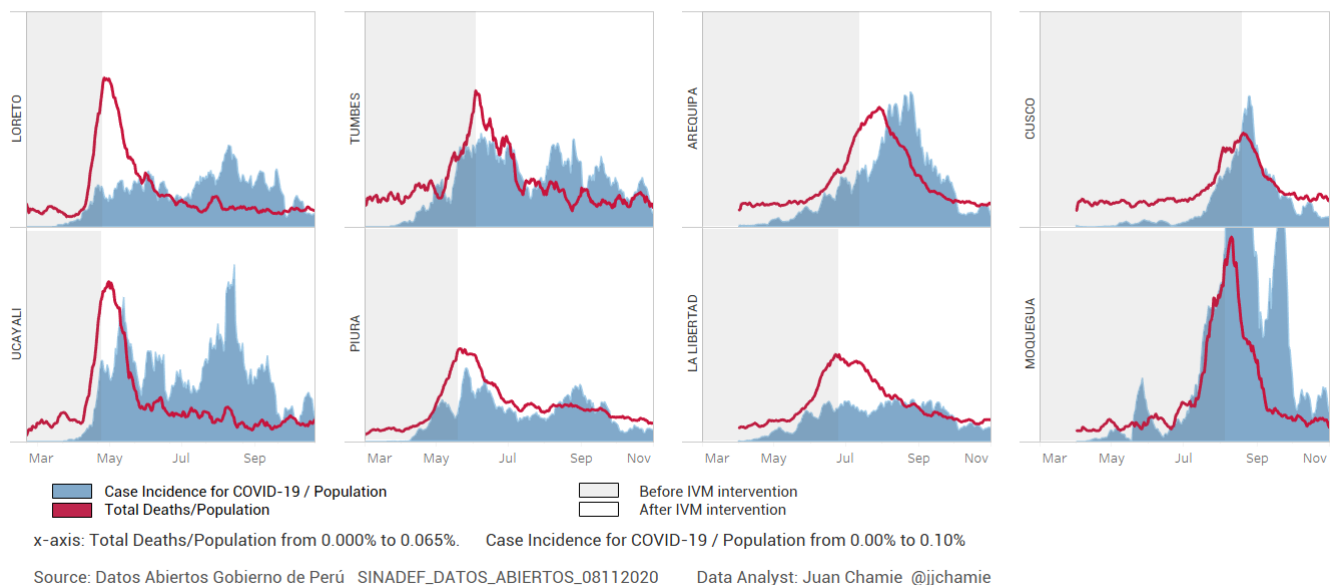 LORETO
TUMBES
AREQUIPA
CUSCO
UCAYALI
PIURA
LA LIBERTAD
MOQUEGUA
Mar May Jul Sep
Mar May Jul Sep Nov
Mar May Jul Sep Nov
Mar May Jul Sep Nov
Case Incidence for COVID-19 / Population
Before IVM intervention
Total Deaths/Population
After IVM intervention
x-axis: Total Deaths/Population from 0.000% to 0.065%. Case Incidence for COVID-19 / Population from 0.00% to 0.10%
Source: Datos Abiertos Gobierno de Perú SINADEF_DATOS_ABIERTOS_08112020 Data Analyst: Juan Chamie @jjchamie